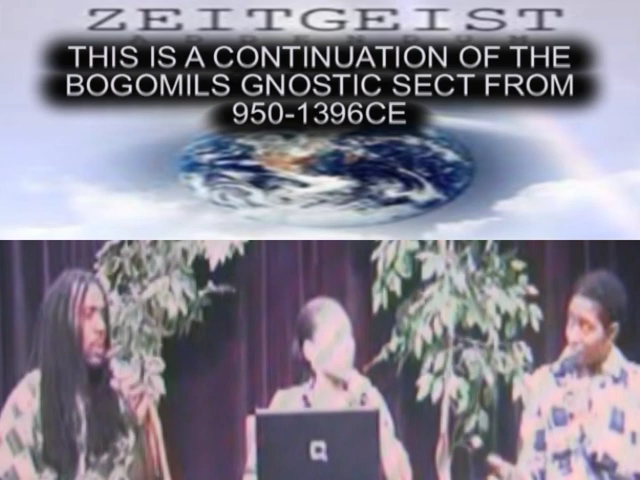 ZEITGEIST
THIS IS A CONTINUATION OF THE
BOGOMILS GNOSTIC SECT FROM
950-1396CE